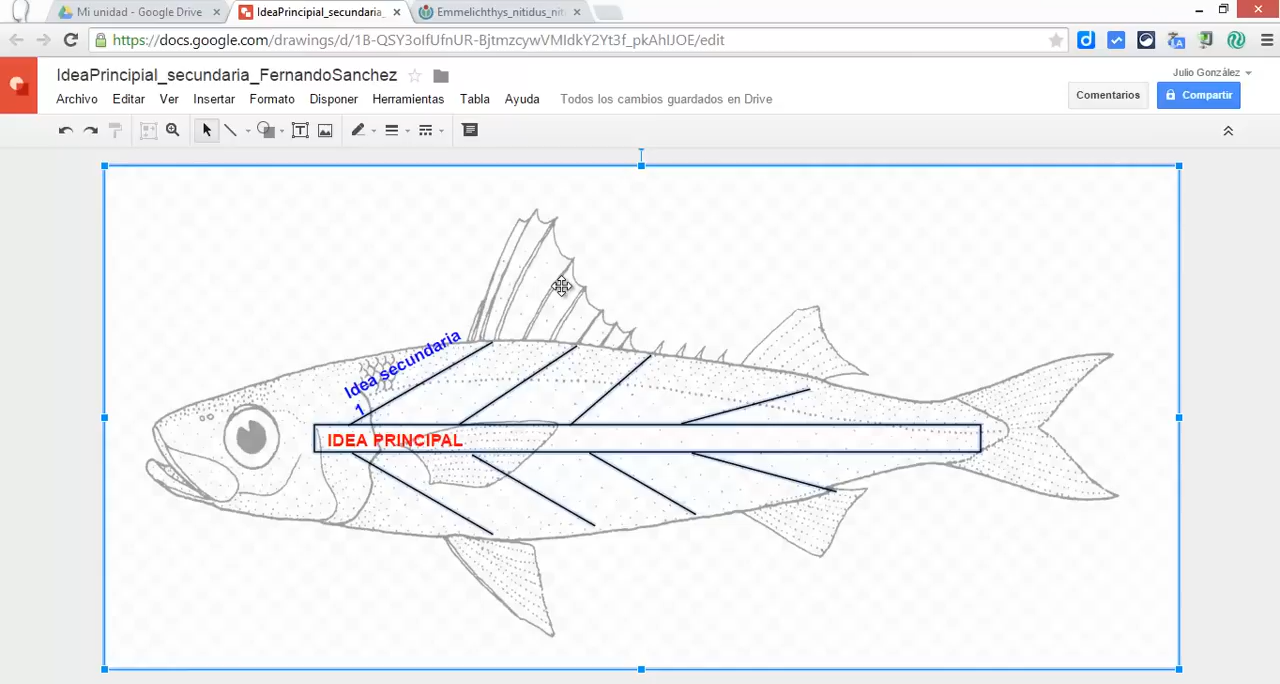 Mi unidad - Google Drive
IdeaPrincipial_secundaria_
Emmelichthys_nitidus_nit
https://docs.google.com/drawings/d/1B-QSY3oIfUfnUR-BjtmzcywVMIdkY2Yt3f_pkAhIJOE/edit
IdeaPrincipial_secundaria_FernandoSanchez
Julio González
Archivo Editar Ver Insertar Formato Disponer Herramientas Tabla Ayuda Todos los cambios guardados en Drive
Comentarios
Compartir
Idea secundaria
1
IDEA PRINCIPAL